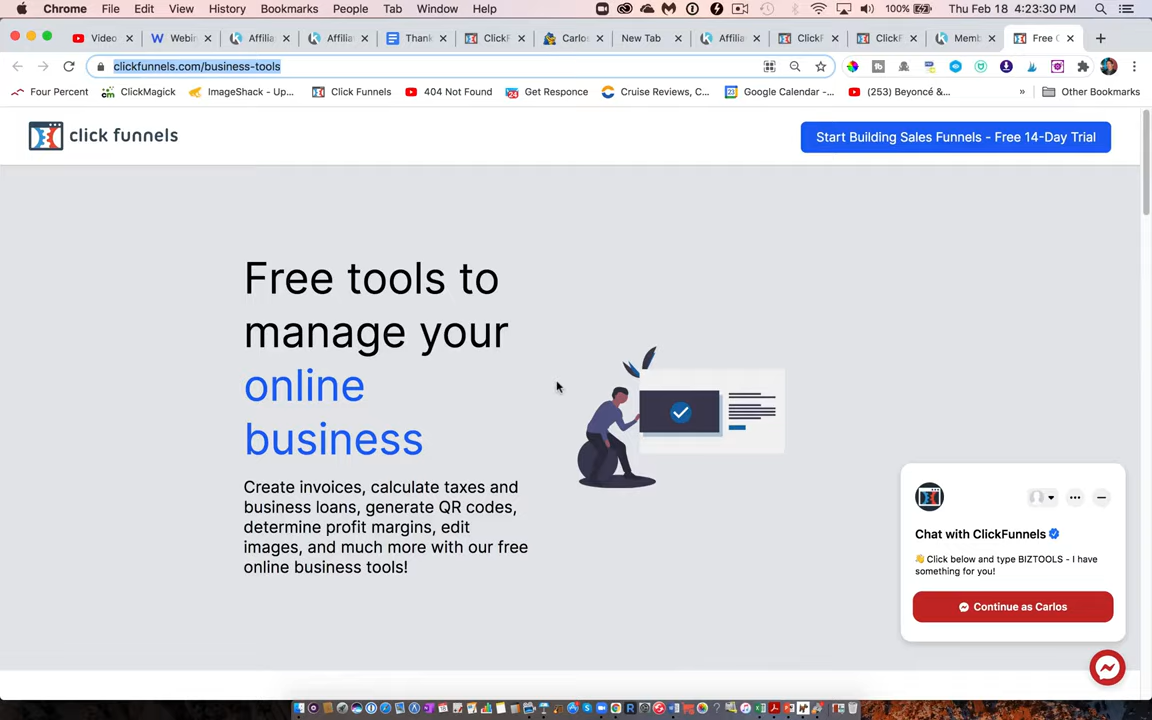 Chrome File Edit View History Bookmarks People Tab Window Help 100% Thu Feb 18 4:23:30 PM
Video Webin Affilia Affilia Thank ClickF Carlo New Tab Affilia ClickF ClickF Memb Free C
clickfunnels.com/business-tools
Four Percent ClickMagick ImageShack - Up... Click Funnels 404 Not Found Get Responce Cruise Reviews, C... Google Calendar -... (253) Beyoncé &... » Other Bookmarks
click funnels
Start Building Sales Funnels - Free 14-Day Trial
Free tools to
manage your
online
business
Create invoices, calculate taxes and
business loans, generate QR codes,
determine profit margins, edit
images, and much more with our free
online business tools!
Chat with ClickFunnels
👋 Click below and type BIZTOOLS - I have
something for you!
Continue as Carlos